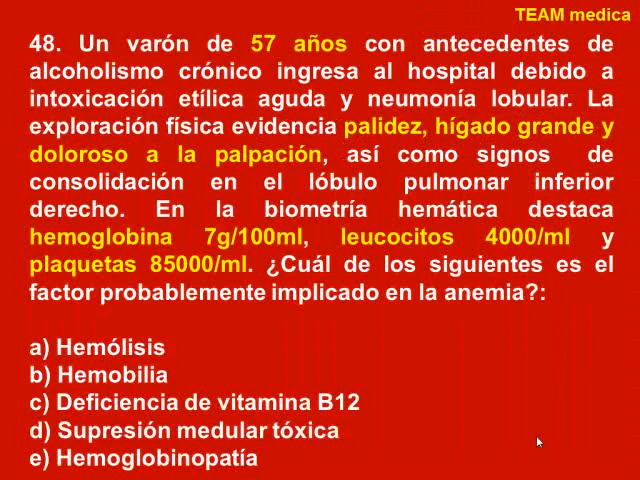 TEAM medica
48. Un varón de 57 años con antecedentes de
alcoholismo crónico ingresa al hospital debido a
intoxicación etílica aguda y neumonía lobular. La
exploración física evidencia palidez, hígado grande y
doloroso a la palpación, así como signos de
consolidación en el lóbulo pulmonar inferior
derecho. En la biometría hemática destaca
hemoglobina 7g/100ml, leucocitos 4000/ml y
plaquetas 85000/ml. ¿Cuál de los siguientes es el
factor probablemente implicado en la anemia?:
a) Hemólisis
b) Hemobilia
c) Deficiencia de vitamina B12
d) Supresión medular tóxica
e) Hemoglobinopatía